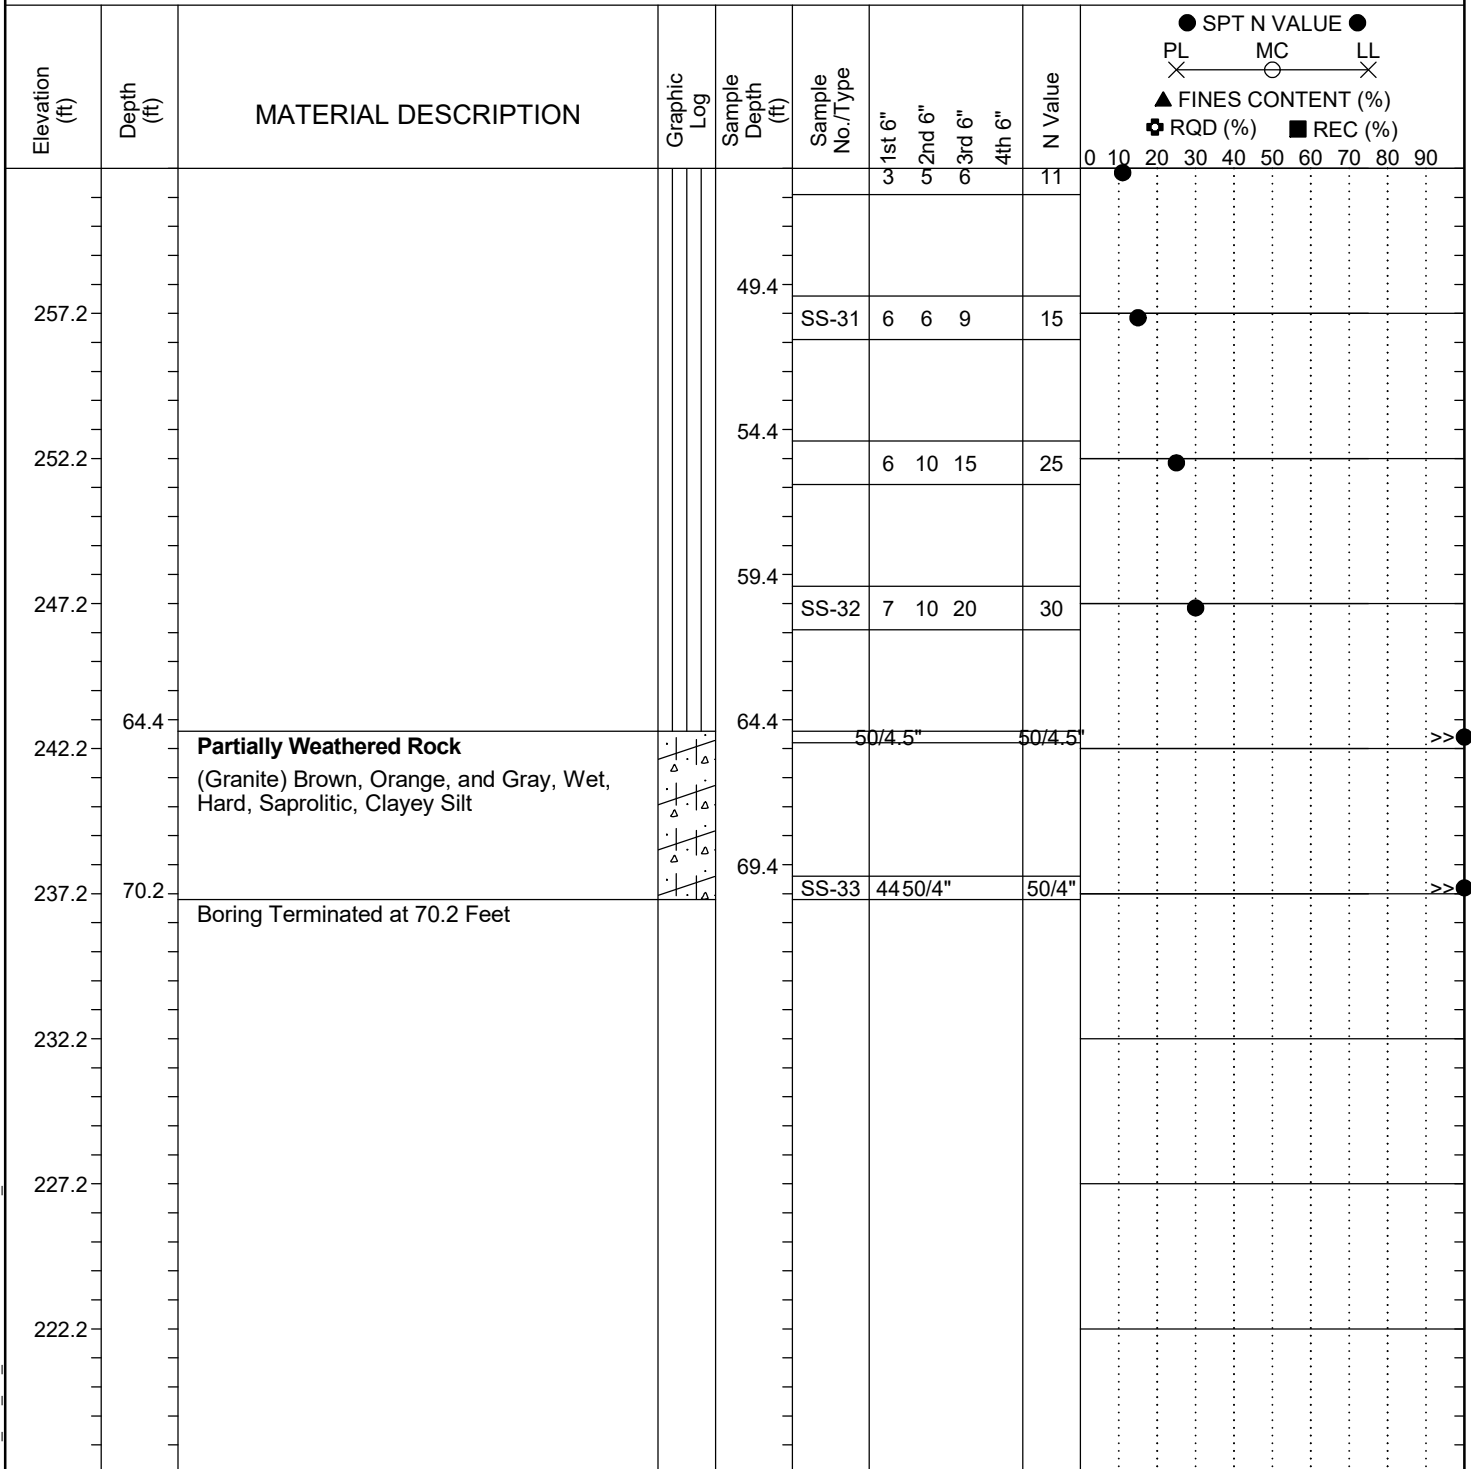 ● SPT N VALUE ●
PL MC LL
▲ FINES CONTENT (%)
RQD (%) ■ REC (%)
Elevation (ft)
Depth (ft)
MATERIAL DESCRIPTION
Graphic Log
Sample Depth (ft)
Sample No./Type
1st 6"
2nd 6"
3rd 6"
4th 6"
N Value
0 10 20 30 40 50 60 70 80 90
3 5 6 11
49.4
257.2 SS-31 6 6 9 15
54.4
252.2 6 10 15 25
59.4
247.2 SS-32 7 10 20 30
64.4 64.4
50/4.5" 50/4.5" >>
242.2 Partially Weathered Rock
(Granite) Brown, Orange, and Gray, Wet,
Hard, Saprolitic, Clayey Silt
69.4
237.2 70.2 SS-33 44 50/4" 50/4" >>
Boring Terminated at 70.2 Feet
232.2
227.2
222.2